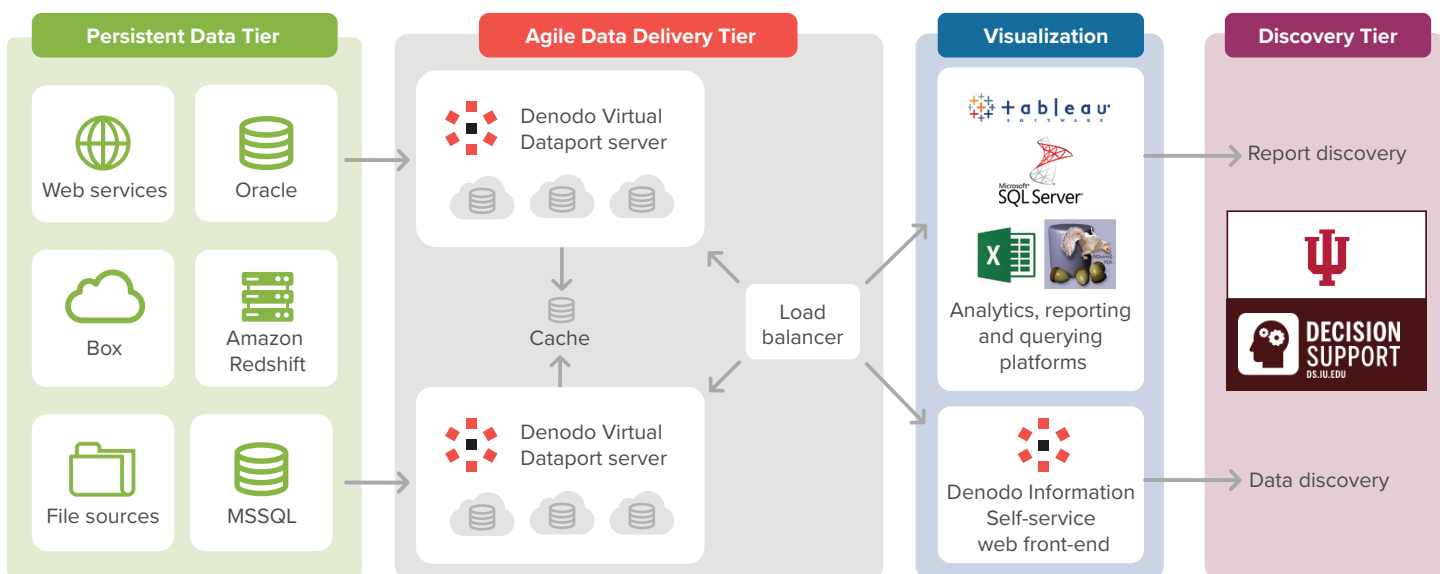 Persistent Data Tier
Web services
Oracle
Box
Amazon
Redshift
File sources
MSSQL
Agile Data Delivery Tier
Denodo Virtual
Dataport server
Cache
Denodo Virtual
Dataport server
Load
balancer
Visualization
+ableau
SOFTWARE
Microsoft®
SQL Server®
X
Analytics, reporting
and querying
platforms
Denodo Information
Self-service
web front-end
Discovery Tier
Report discovery
DECISION
SUPPORT
DS.IU.EDU
Data discovery